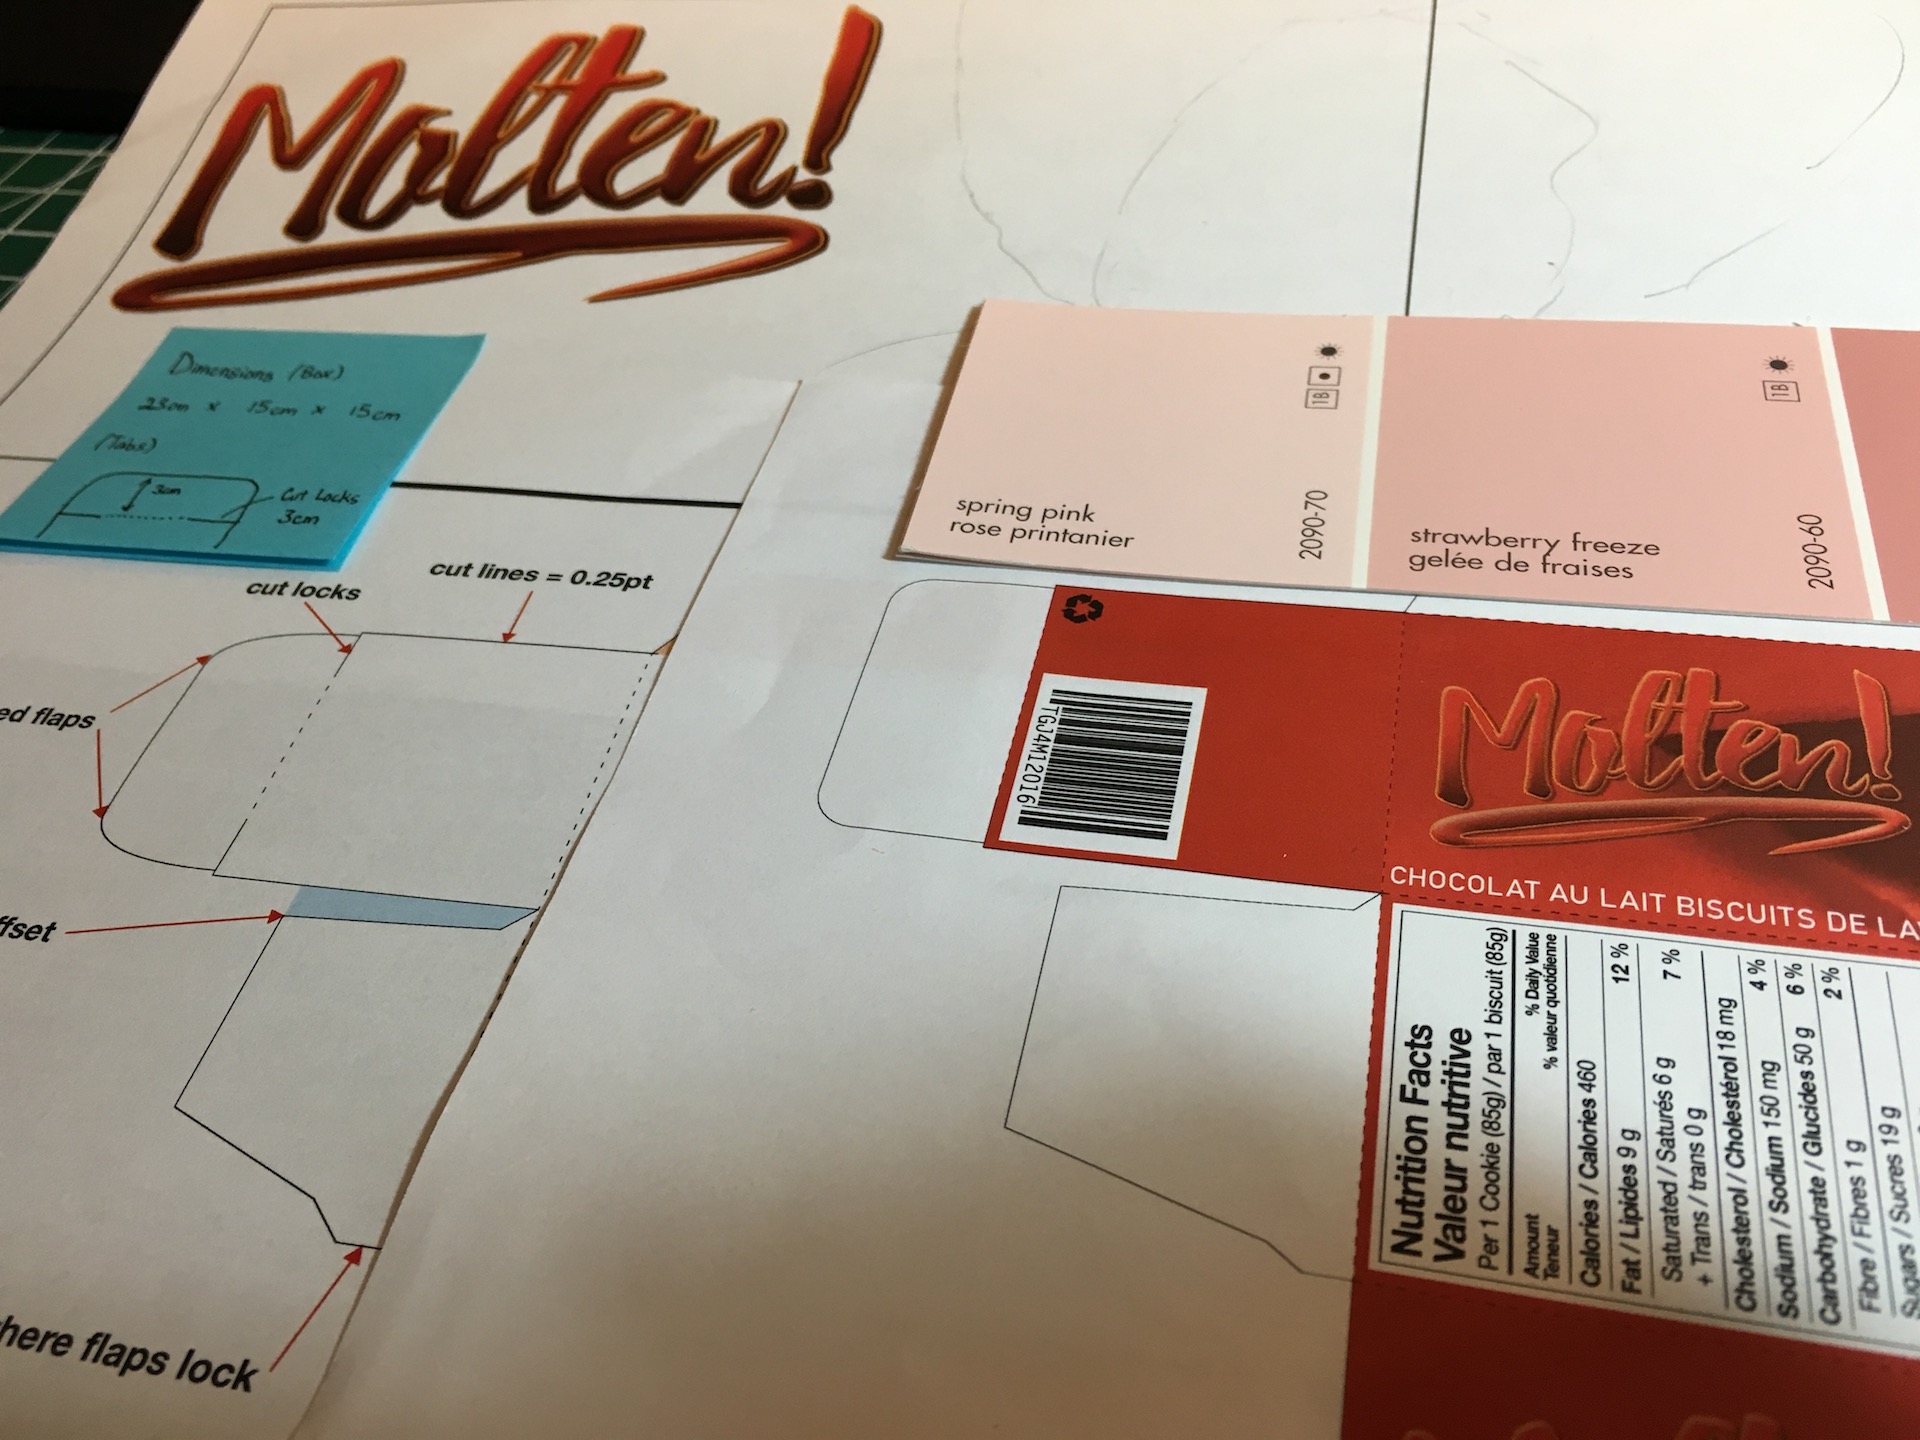 Molten!
Dimensions (Box)
23cm x 15cm x 15cm
(Tabs)
3cm
Cut Locks
3cm
cut locks
cut lines = 0.25pt
ed flaps
ffset
here flaps lock
spring pink
rose printanier
2090-70
1B
strawberry freeze
gelée de fraises
2090-60
1B
TGJ4M12016
Molten!
CHOCOLAT AU LAIT BISCUITS DE LA
Nutrition Facts
Valeur nutritive
Per 1 Cookie (85g) / par 1 biscuit (85g)
Amount % Daily Value
Teneur % valeur quotidienne
Calories / Calories 460
Fat / Lipides 9 g 12 %
Saturated / Saturés 6 g 7 %
+ Trans / trans 0 g
Cholesterol / Cholestérol 18 mg
Sodium / Sodium 150 mg 4 %
Carbohydrate / Glucides 50 g 6 %
Fibre / Fibres 1 g 2 %
Sugars / Sucres 19 g